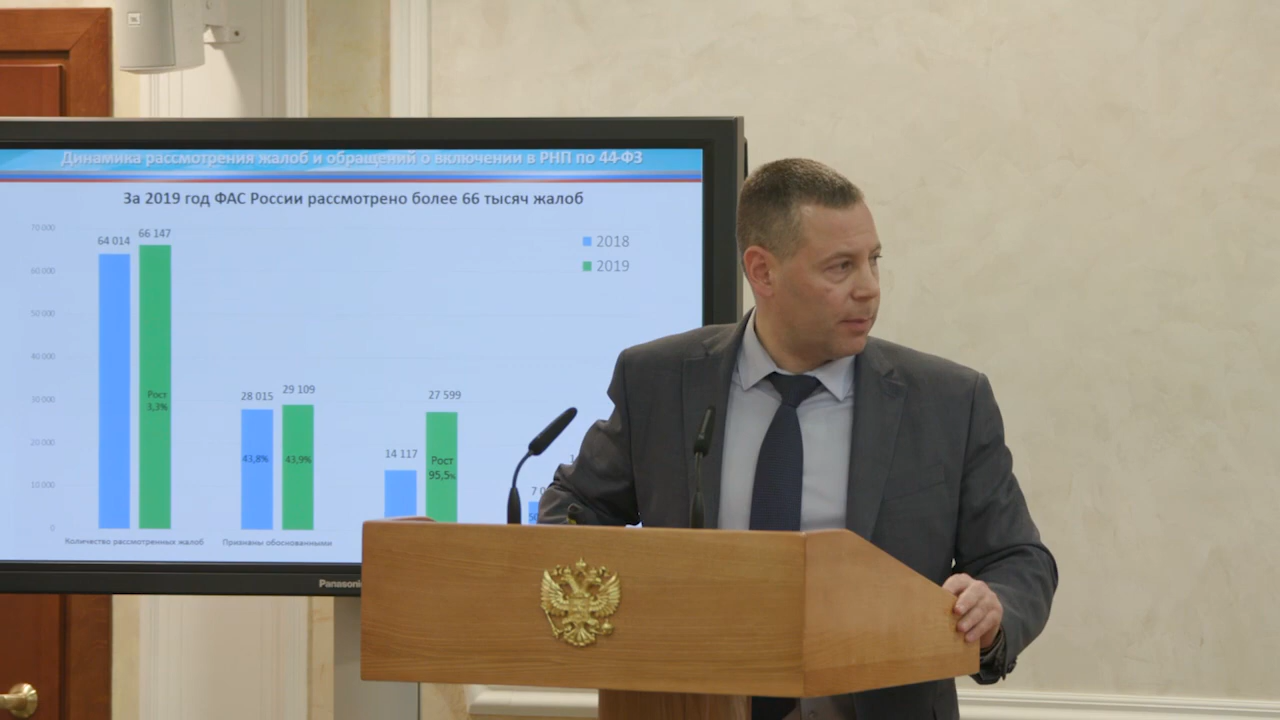 Динамика рассмотрения жалоб и обращений о включении в РНП по 44-ФЗ
За 2019 год ФАС России рассмотрено более 66 тысяч жалоб
2018
2019
70 000
60 000
50 000
40 000
30 000
20 000
10 000
0
64 014
66 147
Рост
3,3%
28 015
29 109
43,8%
43,9%
14 117
27 599
Рост
95,5%
Количество рассмотренных жалоб
Признаны обоснованными
Panasonic